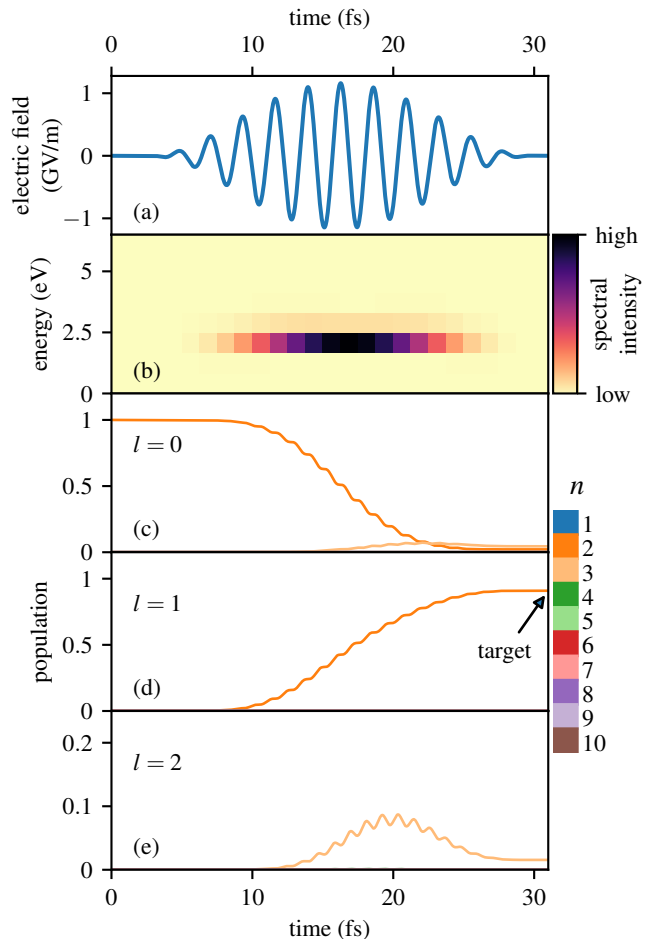 time (fs)
0 10 20 30
electric field
(GV/m)
1
0
−1
(a)
energy (eV)
5
2.5
0
(b)
high
low
spectral
intensity
1
0.5
0
l = 0
(c)
n
1
2
3
4
5
6
7
8
9
10
population
1
0.5
0
l = 1
target
(d)
0.2
0.1
0
l = 2
(e)
0 10 20 30
time (fs)